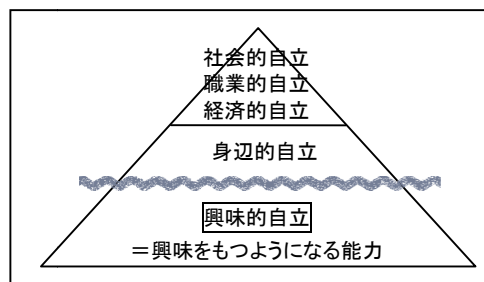 社会的自立
職業的自立
経済的自立
身辺的自立
興味的自立
＝興味をもつようになる能力